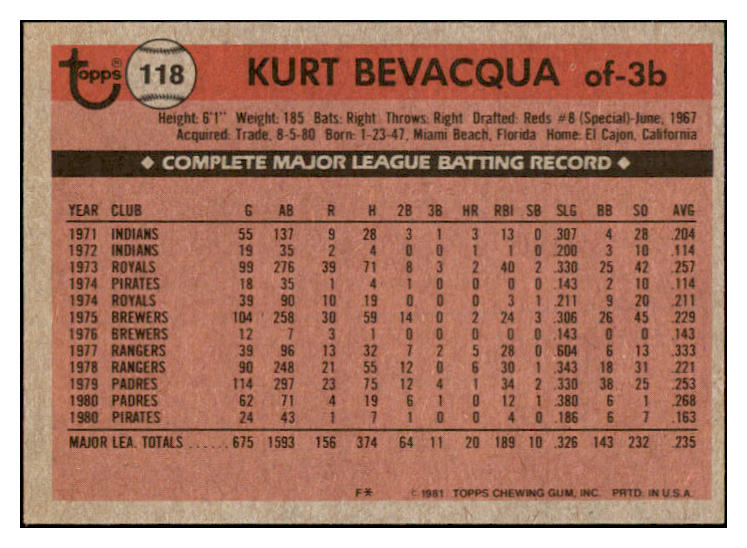 topps® 118 KURT BEVACQUA of-3b
Height: 6'1" Weight: 185 Bats: Right Throws: Right Drafted: Reds #8 (Special)-June, 1967
Acquired: Trade, 8-5-80 Born: 1-23-47, Miami Beach, Florida Home: El Cajon, California
◆ COMPLETE MAJOR LEAGUE BATTING RECORD ◆
YEAR CLUB G AB R H 2B 3B HR RBI SB SLG BB SO AVG
1971 INDIANS 55 137 9 28 3 1 3 13 0 .307 4 28 .204
1972 INDIANS 19 35 2 4 0 0 1 1 0 .200 3 10 .114
1973 ROYALS 99 276 39 71 8 3 2 40 2 .330 25 42 .257
1974 PIRATES 18 35 1 4 1 0 0 0 0 .143 2 10 .114
1974 ROYALS 39 90 10 19 0 0 0 3 1 .211 9 20 .211
1975 BREWERS 104 258 30 59 14 0 2 24 3 .306 26 45 .229
1976 BREWERS 12 7 3 1 0 0 0 0 0 .143 0 0 .143
1977 RANGERS 39 96 13 32 7 2 5 28 0 .604 6 13 .333
1978 RANGERS 90 248 21 55 12 0 6 30 1 .343 18 31 .221
1979 PADRES 114 297 23 75 12 4 1 34 2 .330 38 25 .253
1980 PADRES 62 71 4 19 6 1 0 12 1 .380 6 1 .268
1980 PIRATES 24 43 1 7 1 0 0 4 0 .186 6 7 .163
MAJOR LEA. TOTALS ...... 675 1593 156 374 64 11 20 189 10 .326 143 232 .235
F* © 1981 TOPPS CHEWING GUM, INC. PRTD. IN U.S.A.